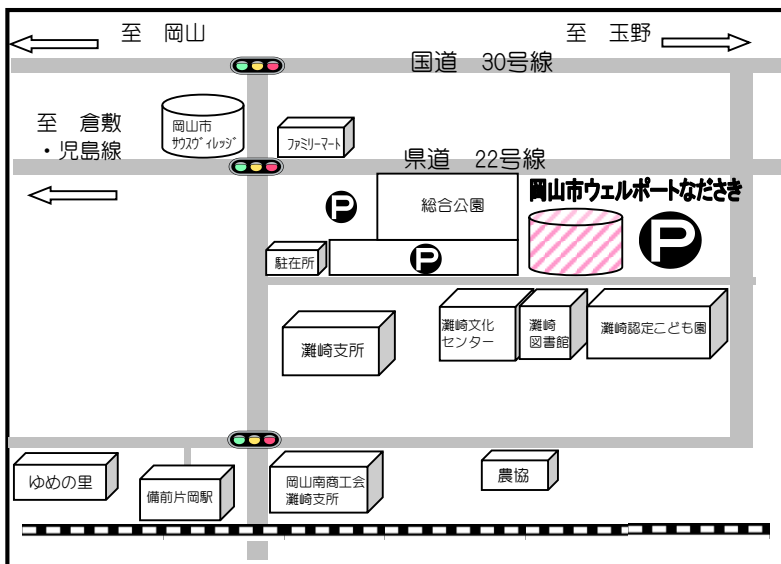 至　岡山
至　玉野
国道　30号線
至　倉敷
・児島線
岡山市
ｻｳｽｳﾞｨﾚｯｼﾞ
ﾌｧﾐﾘｰﾏｰﾄ
県道　22号線
岡山市ウェルポートなださき
総合公園
P
P
P
駐在所
灘崎支所
灘崎文化
センター
灘崎
図書館
灘崎認定こども園
ゆめの里
備前片岡駅
岡山南商工会
灘崎支所
農協